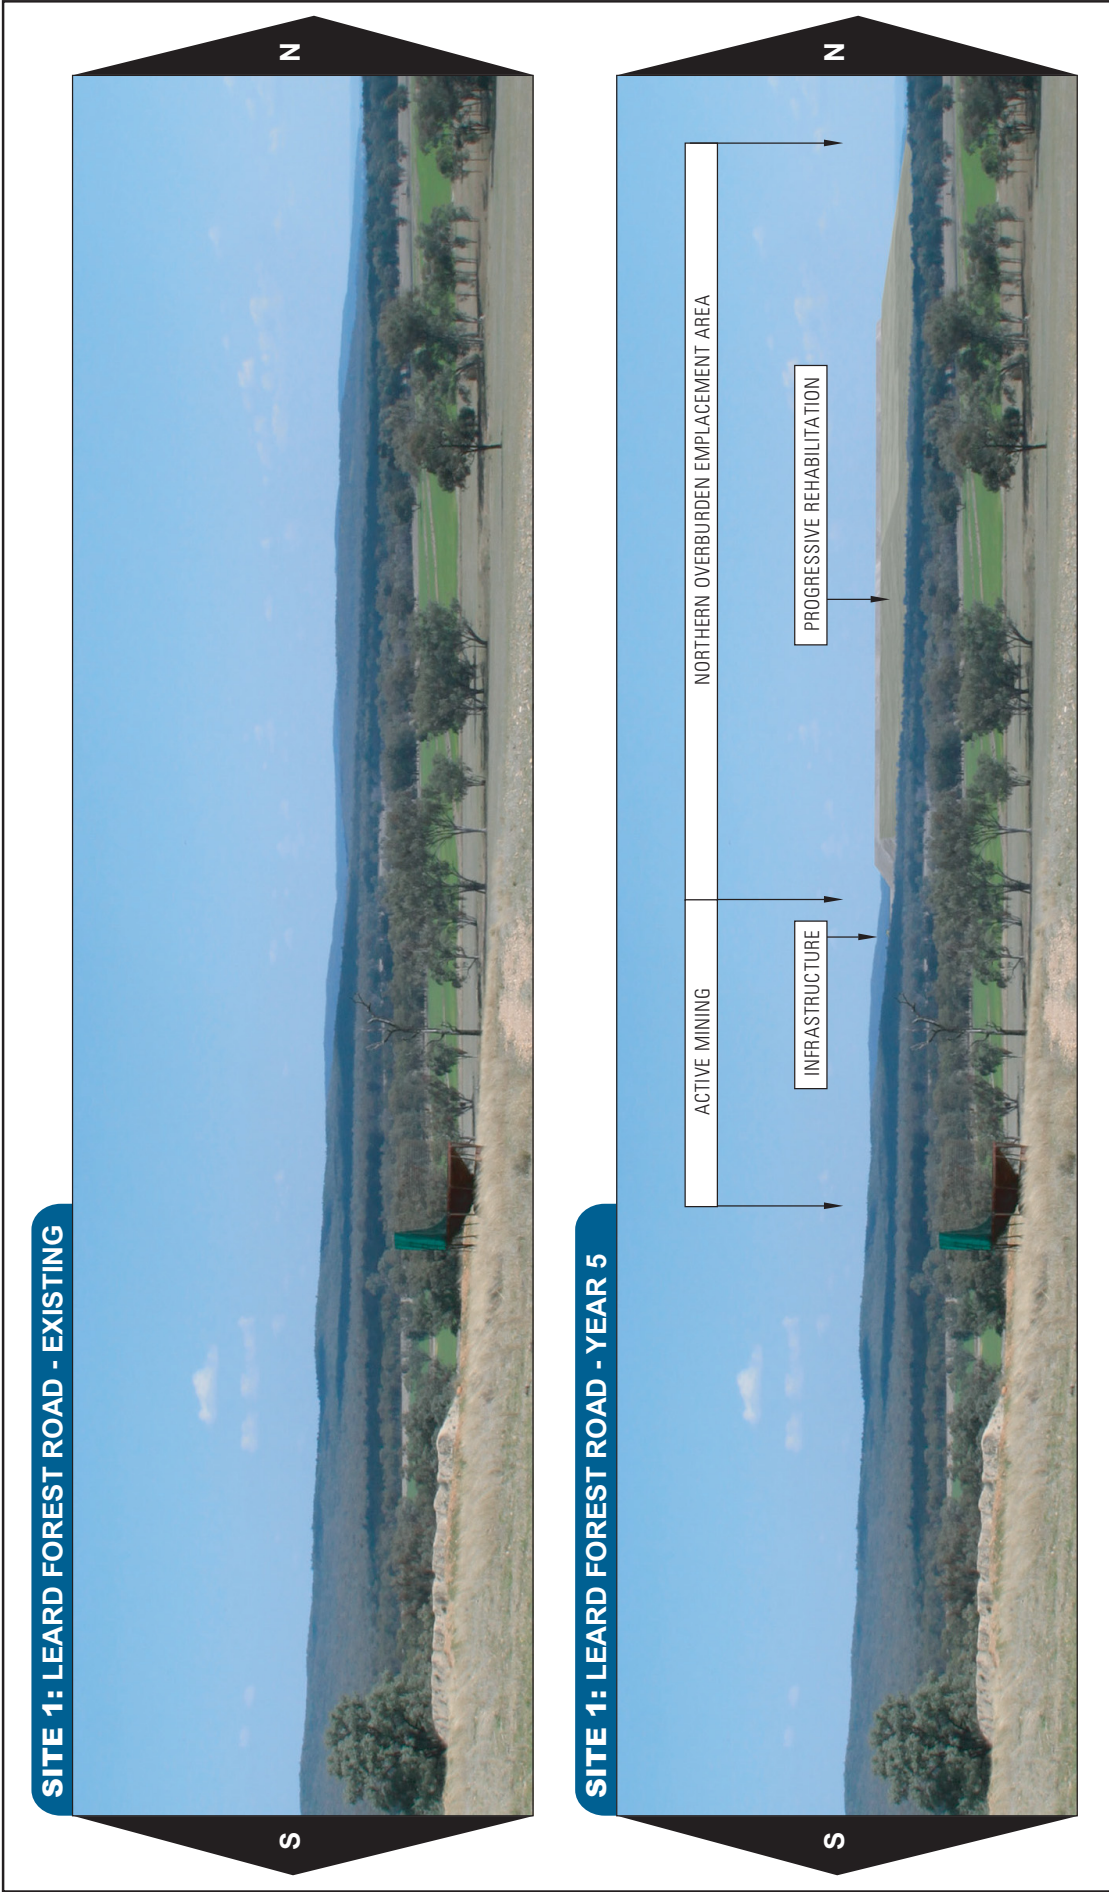 SITE 1: LEARD FOREST ROAD - EXISTING
S
N
SITE 1: LEARD FOREST ROAD - YEAR 5
S
N
ACTIVE MINING
NORTHERN OVERBURDEN EMPLACEMENT AREA
INFRASTRUCTURE
PROGRESSIVE REHABILITATION